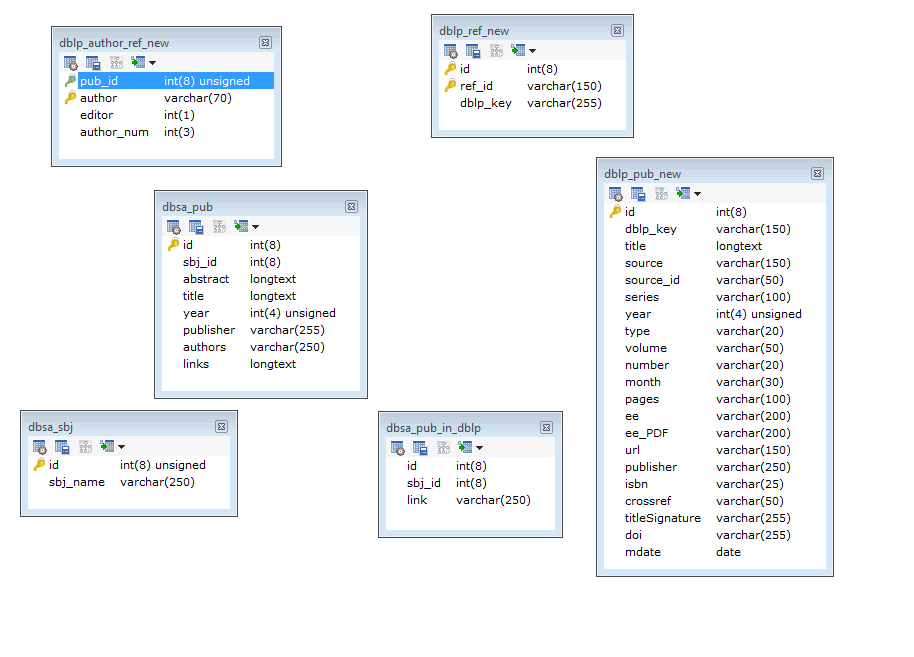 dblp_author_ref_new
pub_id int(8) unsigned
author varchar(70)
editor int(1)
author_num int(3)
dblp_ref_new
id int(8)
ref_id varchar(150)
dblp_key varchar(255)
dbsa_pub
id int(8)
sbj_id int(8)
abstract longtext
title longtext
year int(4) unsigned
publisher varchar(255)
authors varchar(250)
links longtext
dblp_pub_new
id int(8)
dblp_key varchar(150)
title longtext
source varchar(150)
source_id varchar(50)
series varchar(100)
year int(4) unsigned
type varchar(20)
volume varchar(50)
number varchar(20)
month varchar(30)
pages varchar(100)
ee varchar(200)
ee_PDF varchar(200)
url varchar(150)
publisher varchar(250)
isbn varchar(25)
crossref varchar(50)
titleSignature varchar(255)
doi varchar(255)
mdate date
dbsa_sbj
id int(8) unsigned
sbj_name varchar(250)
dbsa_pub_in_dblp
id int(8)
sbj_id int(8)
link varchar(250)